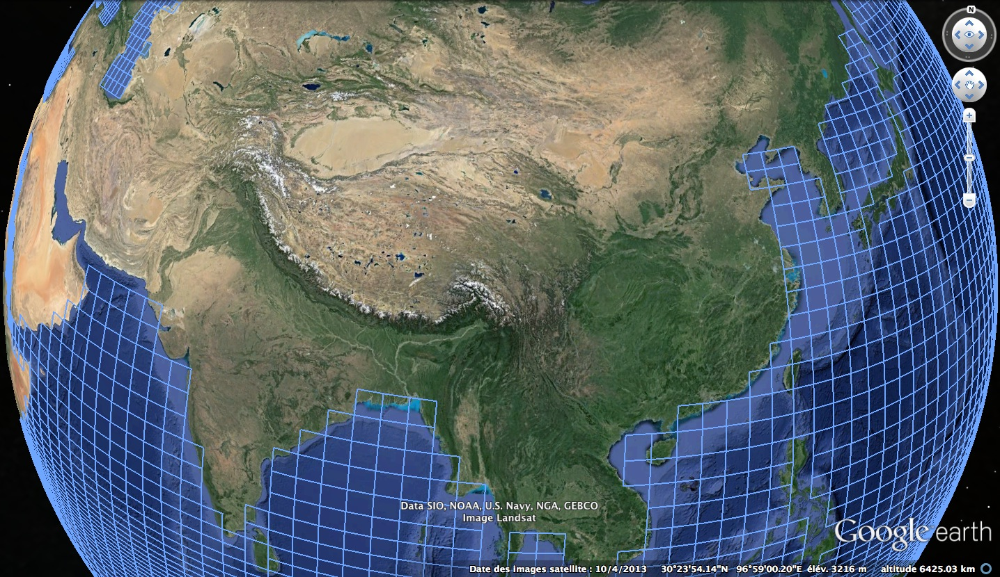 N
Data SIO, NOAA, U.S. Navy, NGA, GEBCO
Image Landsat
Google earth
Date des images satellite : 10/4/2013 30°23'54.14"N 96°59'00.20"E élév. 3216 m altitude 6425.03 km